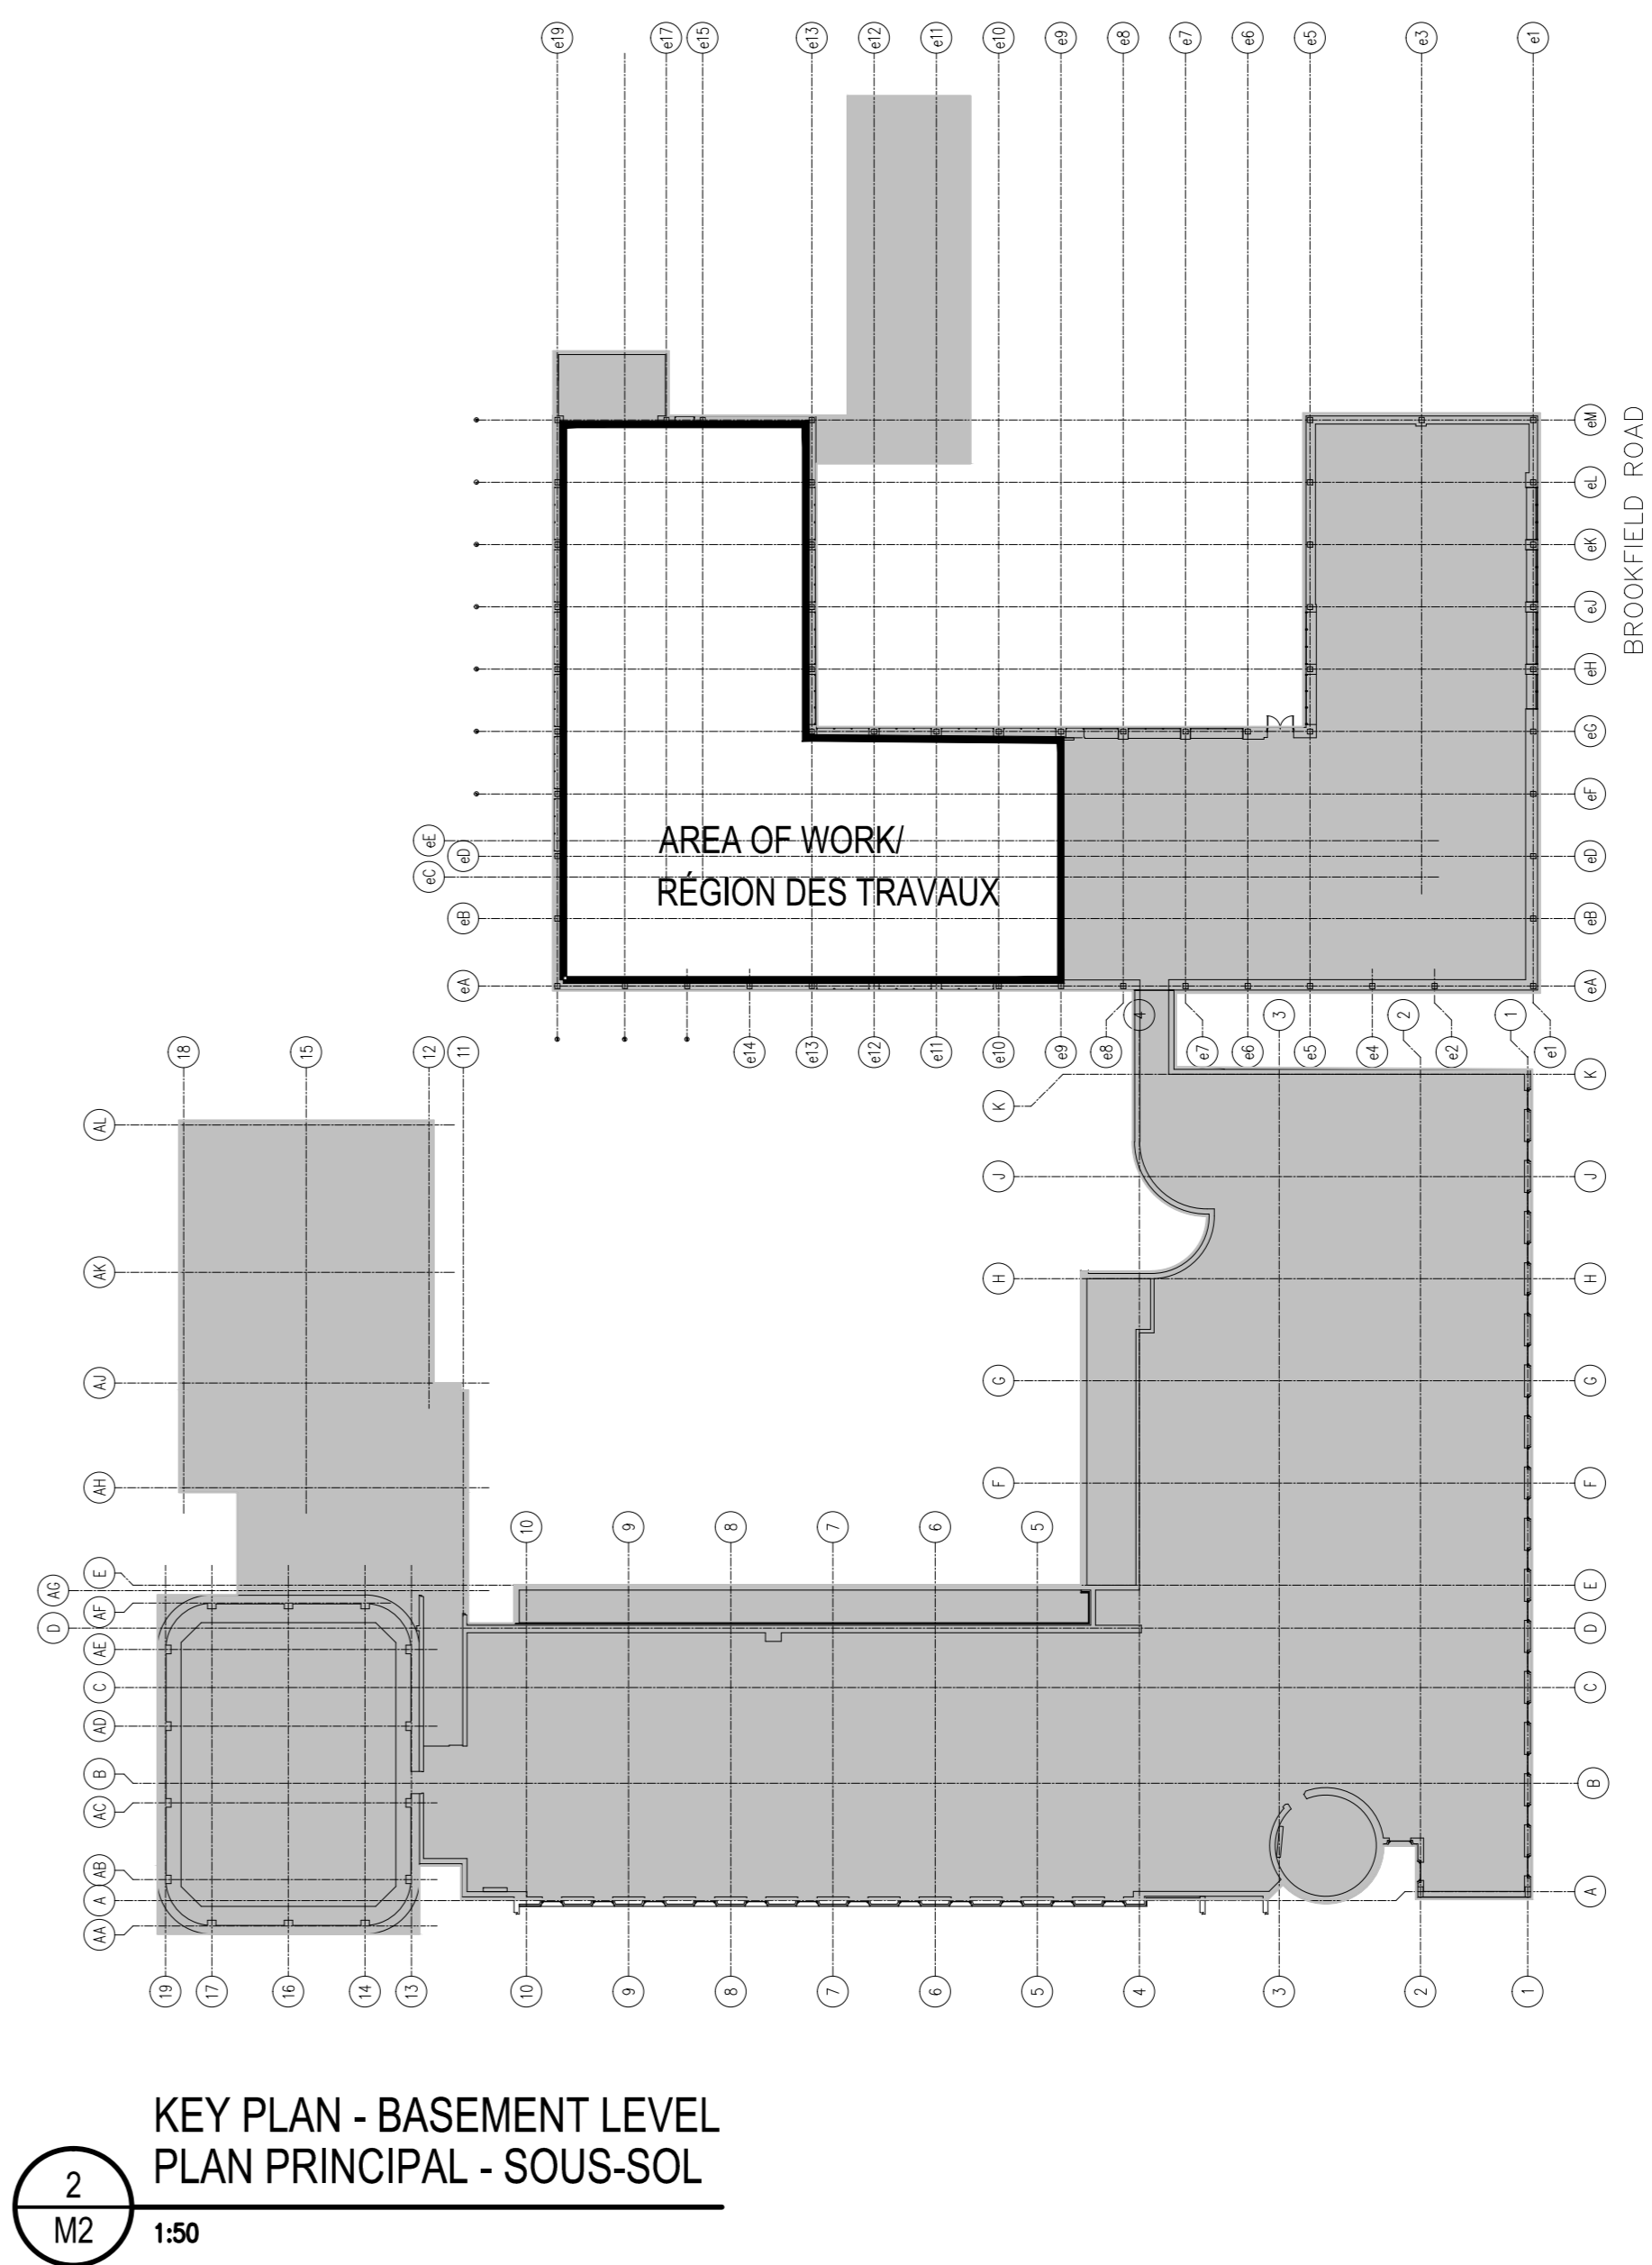 e19 e17 e15 e13 e12 e11 e10 e9 e8 e7 e6 e5 e3 e1
eM
eL
eK
eJ
eH
eG
eF
BROOKFIELD ROAD
AREA OF WORK/
RÉGION DES TRAVAUX
eE
eD eD
eC
eB eB
eA eA
4 3 2 1
e14 e13 e12 e11 e10 e9 e8 e7 e6 e5 e4 e2 e1
18 15 12 11
K
K
AL
J J
AK
H H
AJ
G G
AH
F F
10 9 8 7 6 5
E E
AG
AF
D D
AE
C C
AD
B B
AC
AB
A A
AA
19 17 16 14 13 10 9 8 7 6 5 4 3 2 1
KEY PLAN - BASEMENT LEVEL
PLAN PRINCIPAL - SOUS-SOL
2
M2
1:50